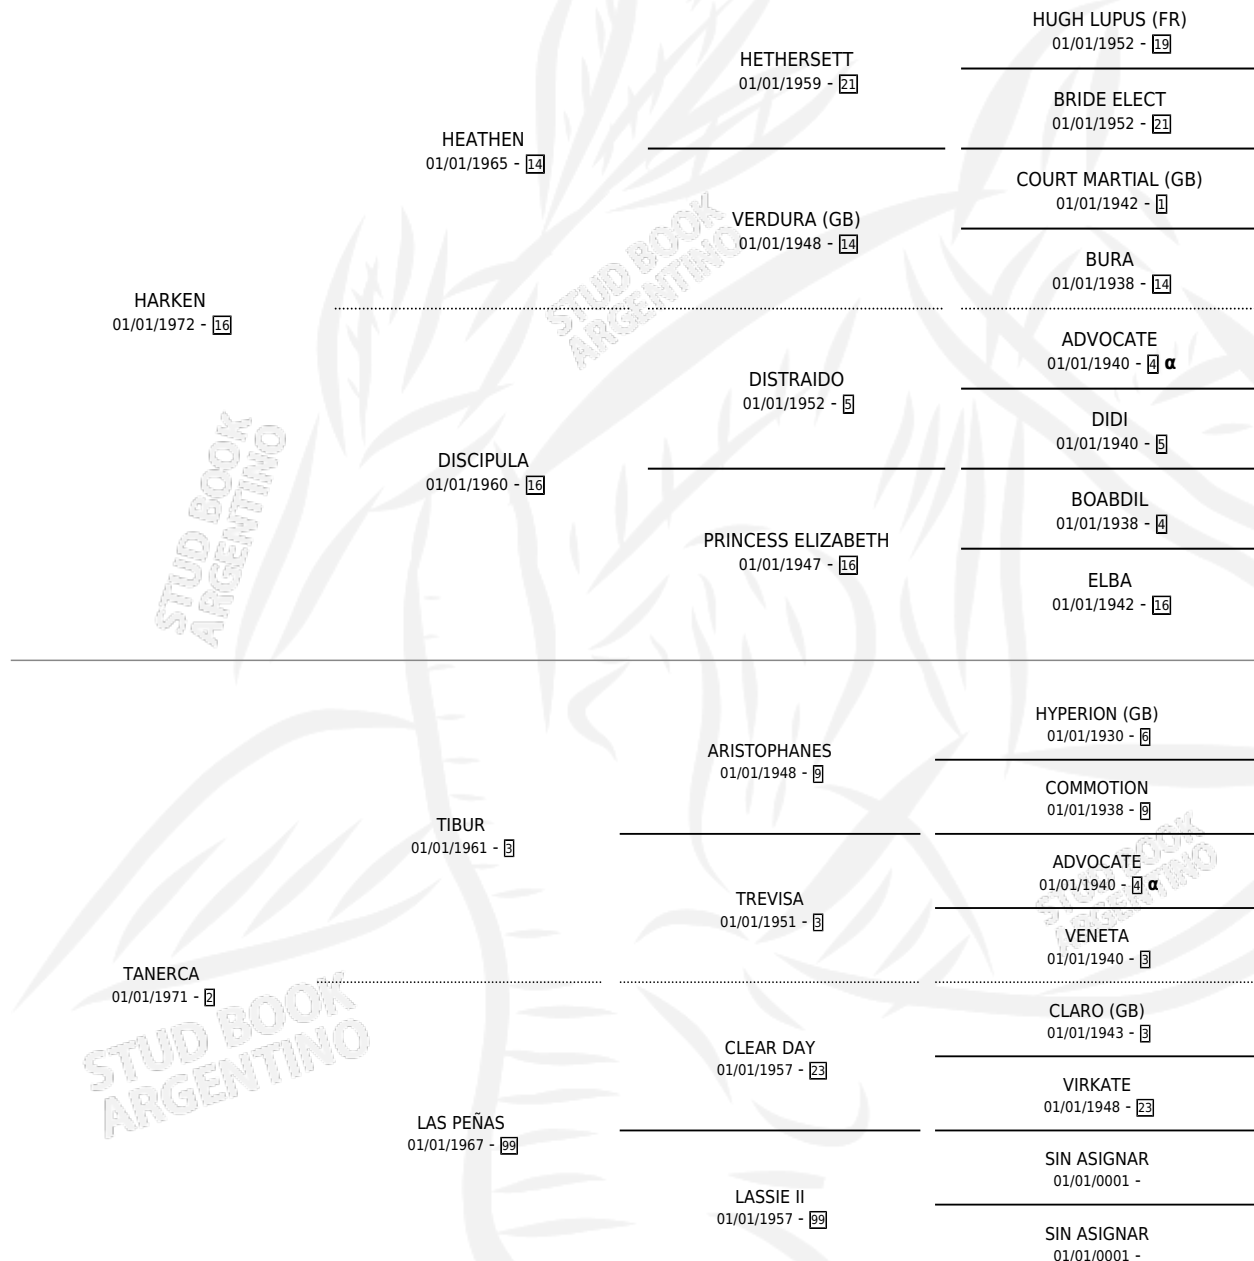 HUGH LUPUS (FR)
01/01/1952 - 19
HETHERSETT
01/01/1959 - 21
BRIDE ELECT
01/01/1952 - 21
HEATHEN
01/01/1965 - 14
COURT MARTIAL (GB)
01/01/1942 - 1
VERDURA (GB)
01/01/1948 - 14
BURA
01/01/1938 - 14
HARKEN
01/01/1972 - 16
ADVOCATE
01/01/1940 - 4 α
DISTRAIDO
01/01/1952 - 5
DIDI
01/01/1940 - 5
DISCIPULA
01/01/1960 - 16
BOABDIL
01/01/1938 - 4
PRINCESS ELIZABETH
01/01/1947 - 16
ELBA
01/01/1942 - 16
HYPERION (GB)
01/01/1930 - 6
ARISTOPHANES
01/01/1948 - 9
COMMOTION
01/01/1938 - 9
TIBUR
01/01/1961 - 3
ADVOCATE
01/01/1940 - 4 α
TREVISA
01/01/1951 - 3
VENETA
01/01/1940 - 3
TANERCA
01/01/1971 - 2
CLARO (GB)
01/01/1943 - 3
CLEAR DAY
01/01/1957 - 23
VIRKATE
01/01/1948 - 23
LAS PEÑAS
01/01/1967 - 99
SIN ASIGNAR
01/01/0001 -
LASSIE II
01/01/1957 - 99
SIN ASIGNAR
01/01/0001 -
STUD BOOK
ARGENTINO
STUD BOOK
ARGENTINO
STUD BOOK
ARGENTINO
STUD BOOK
ARGENTINO